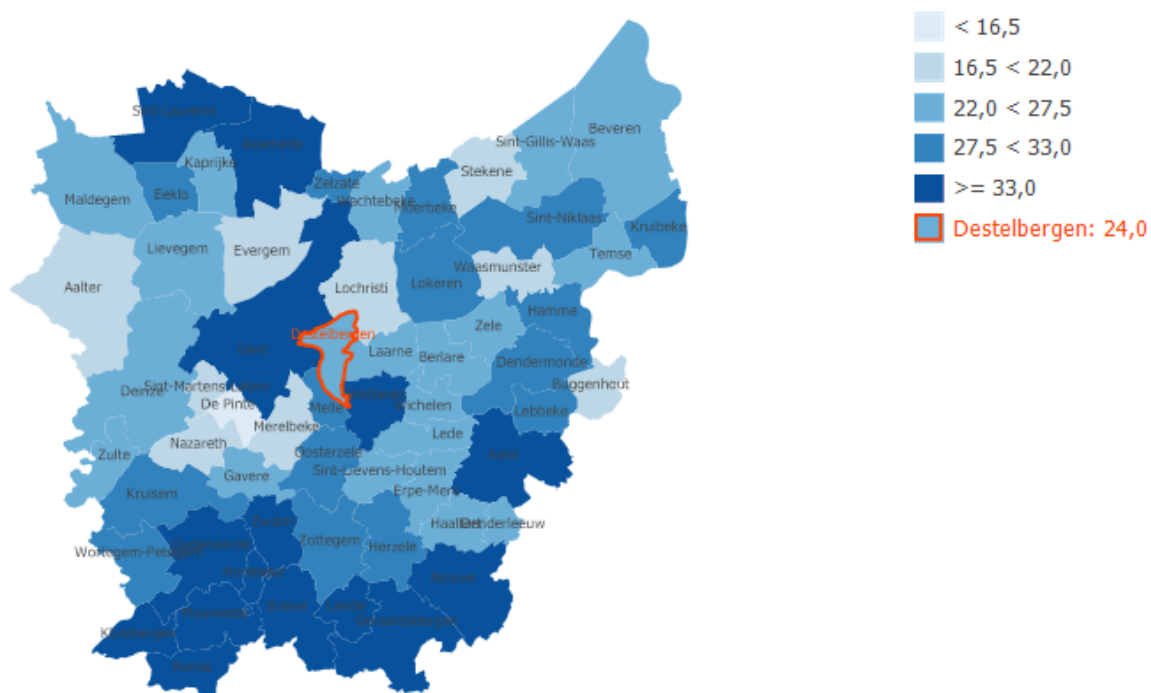 < 16,5
16,5 < 22,0
22,0 < 27,5
27,5 < 33,0
>= 33,0
Destelbergen: 24,0
Beveren
Sint-Gillis-Waas
Kaprijke
Stekene
Zelzate
Eeklo
Maldegem
Wachtebeke
Moerbeke
Sint-Niklaas
Kruibeke
Lievegem
Evergem
Temse
Waasmunster
Aalter
Lochristi
Lokeren
Hamme
Zele
Destelbergen
Laarne
Berlare
Dendermonde
Buggenhout
Deinze
Sint-Martens-Latem
De Pinte
Melle
Wichelen
Lebbeke
Merelbeke
Lede
Nazareth
Zulte
Oosterzele
Sint-Lievens-Houtem
Gavere
Erpe-Mere
Kruisem
Haaltert
Denderleeuw
Zottegem
Herzele
Wortegem-Petegem